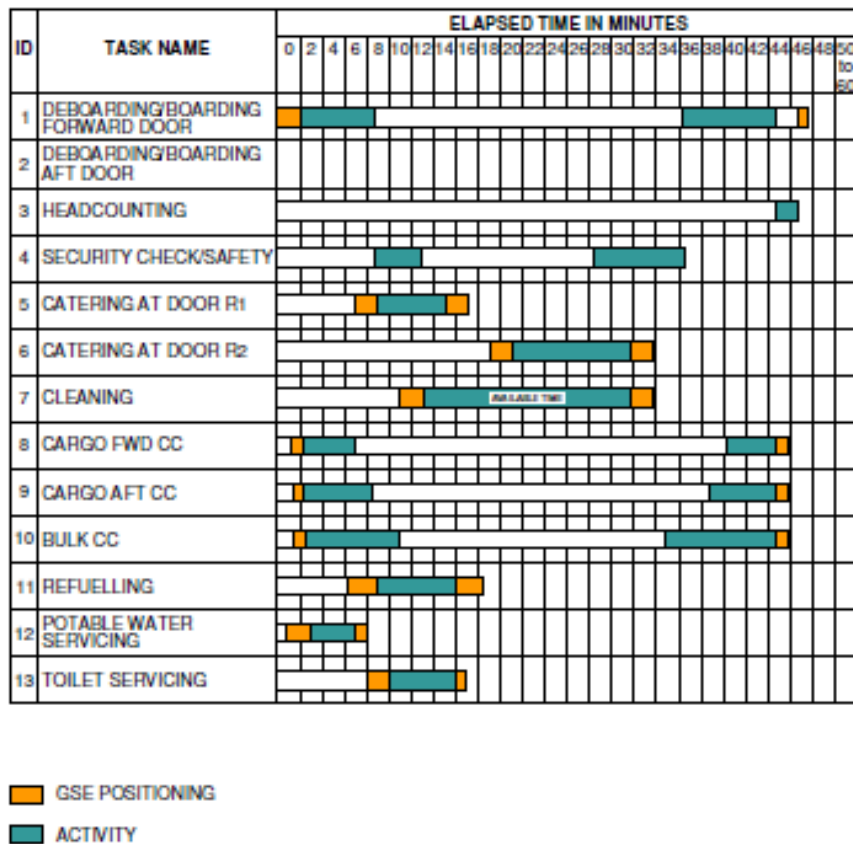 ELAPSED TIME IN MINUTES
ID TASK NAME 0 2 4 6 8 10 12 14 16 18 20 22 24 26 28 30 32 34 36 38 40 42 44 46 48 50
to
60
1 DEBOARDING/BOARDING
FORWARD DOOR
2 DEBOARDING/BOARDING
AFT DOOR
3 HEADCOUNTING
4 SECURITY CHECK/SAFETY
5 CATERING AT DOOR R1
6 CATERING AT DOOR R2
7 CLEANING AVAILABLE TIME
8 CARGO FWD CC
9 CARGO AFT CC
10 BULK CC
11 REFUELLING
12 POTABLE WATER
SERVICING
13 TOILET SERVICING
GSE POSITIONING
ACTIVITY